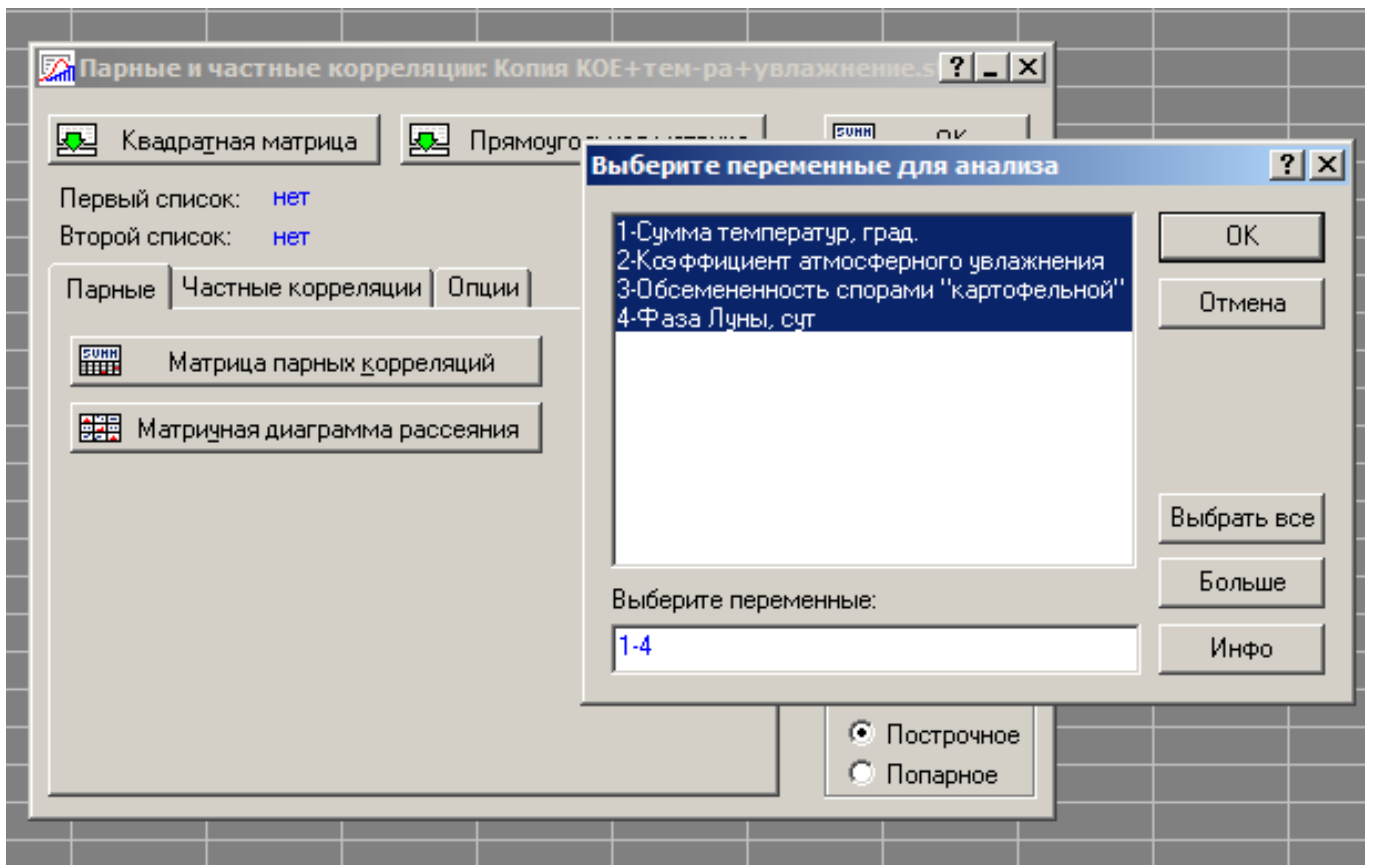 Парные и частные корреляции: Копия КОЕ+тем-ра+увлажнение.s
Квадратная матрица
Первый список: нет
Второй список: нет
Парные Частные корреляции Опции
Матрица парных корреляций
Матричная диаграмма рассеяния
Выберите переменные для анализа
1-Сумма температур, град.
2-Коэффициент атмосферного увлажнения
3-Обсемененность спорами "картофельной"
4-Фаза Луны, сут
Выберите переменные:
1-4
OK
Отмена
Выбрать все
Больше
Инфо
Построчное
Попарное